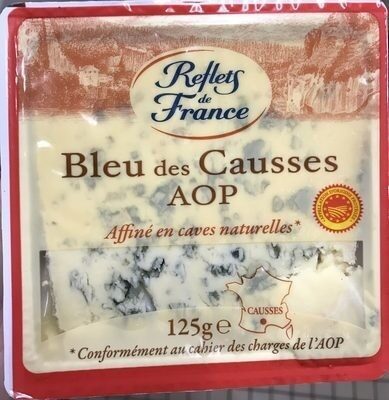 Reflets
de
France
Bleu des Causses
AOP
Affiné en caves naturelles*
CAUSSES
125g e
*Conformément au cahier des charges de l'AOP